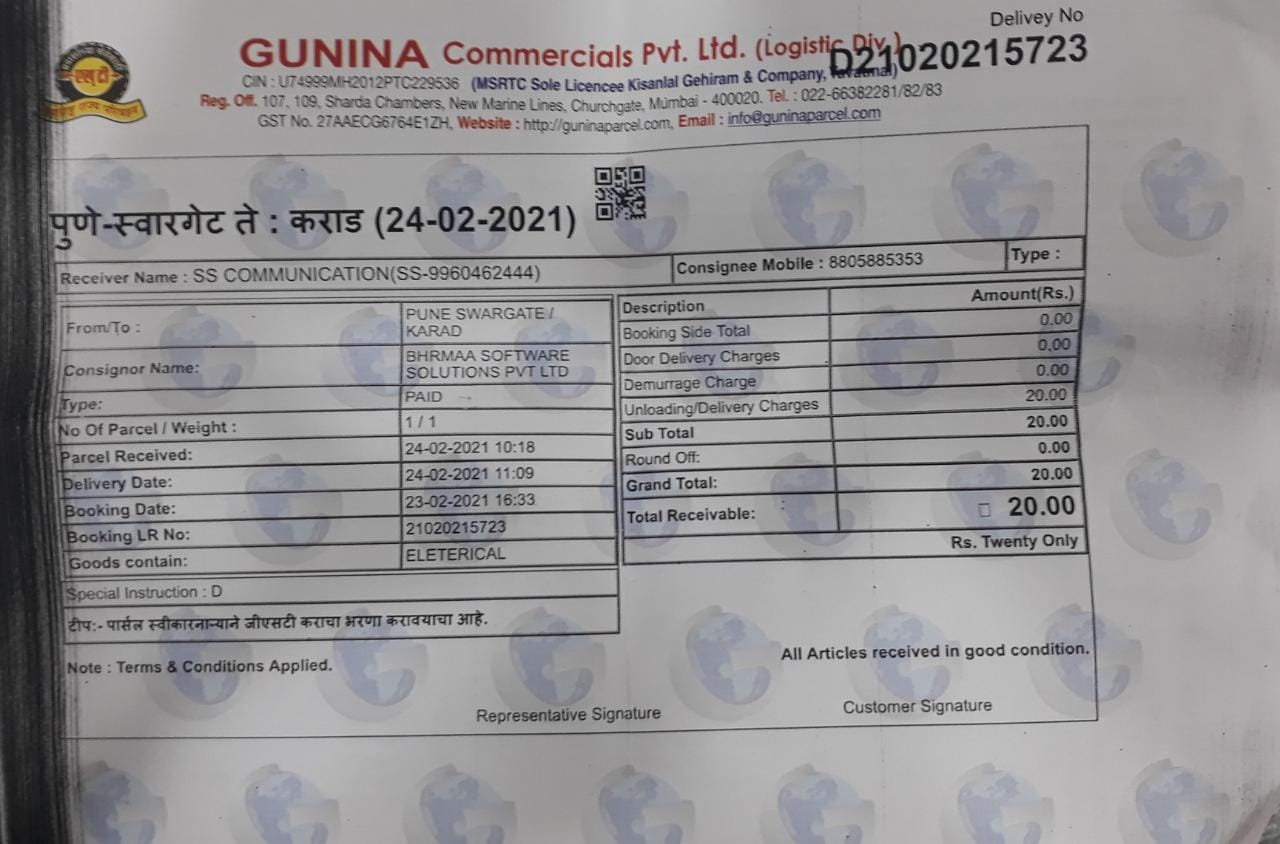 Delivey No
GUNINA Commercials Pvt. Ltd. (Logistic Div.)
D21020215723
CIN : U74999MH2012PTC229536 (MSRTC Sole Licencee Kisanlal Gehiram & Company, Yavatmal)
Reg. Off. 107, 109, Sharda Chambers, New Marine Lines, Churchgate, Mumbai - 400020. Tel. : 022-66382281/82/83
GST No. 27AAECG6764E1ZH, Website : http://guninaparcel.com, Email : info@guninaparcel.com
एस टी
पुणे-स्वारगेट ते : कराड (24-02-2021)
Receiver Name : SS COMMUNICATION(SS-9960462444) Consignee Mobile : 8805885353 Type :
From/To : PUNE SWARGATE /
KARAD
Consignor Name: BHRMAA SOFTWARE
SOLUTIONS PVT LTD
Type: PAID
No Of Parcel / Weight : 1 / 1
Parcel Received: 24-02-2021 10:18
Delivery Date: 24-02-2021 11:09
Booking Date: 23-02-2021 16:33
Booking LR No: 21020215723
Goods contain: ELETERICAL
Special Instruction : D
टीप:- पार्सल स्वीकारनाऱ्याने जीएसटी कराचा भरणा करावयाचा आहे.
Description Amount(Rs.)
Booking Side Total 0.00
Door Delivery Charges 0.00
Demurrage Charge 0.00
Unloading/Delivery Charges 20.00
Sub Total 20.00
Round Off: 0.00
Grand Total: 20.00
Total Receivable: 20.00
Rs. Twenty Only
Note : Terms & Conditions Applied.
All Articles received in good condition.
Representative Signature
Customer Signature